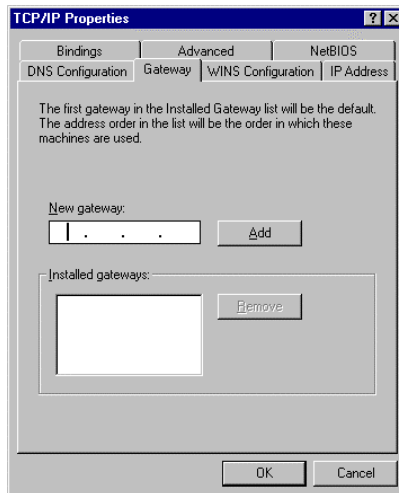 TCP/IP Properties
Bindings Advanced NetBIOS
DNS Configuration Gateway WINS Configuration IP Address
The first gateway in the Installed Gateway list will be the default.
The address order in the list will be the order in which these
machines are used.
New gateway:
. . .
Add
Installed gateways:
Remove
OK Cancel